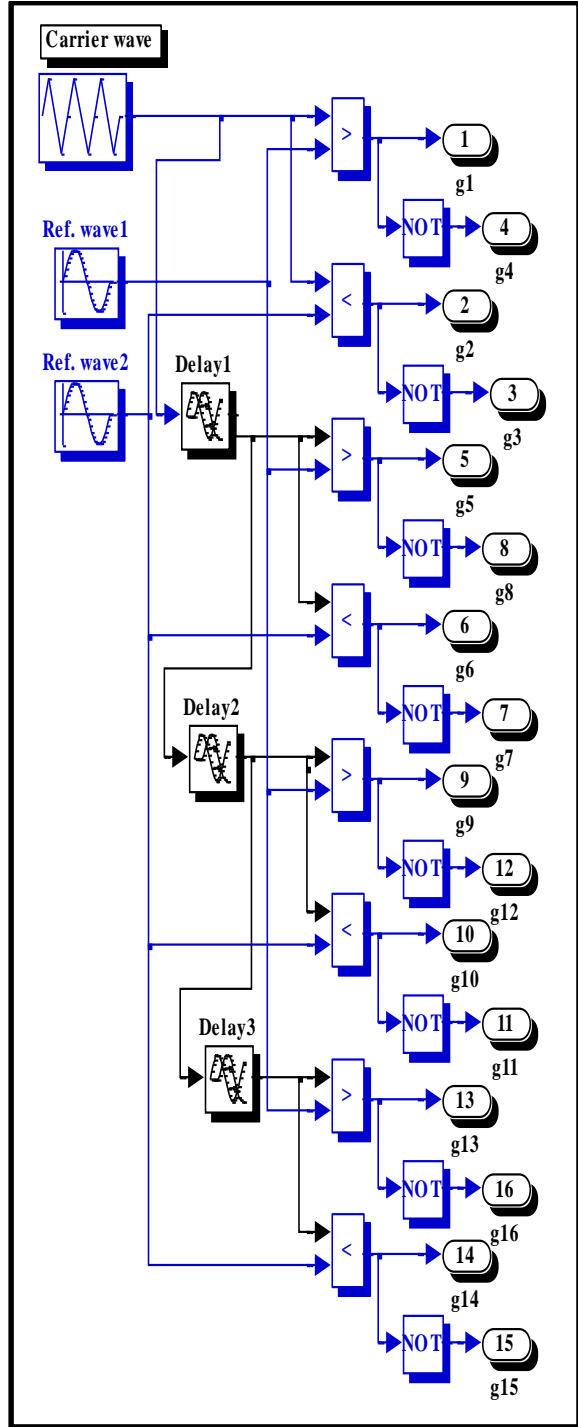 Carrier wave
>
1
g1
NOT
4
g4
Ref. wave1
<
2
g2
Ref. wave2
Delay1
NOT
3
g3
>
5
g5
NOT
8
g8
<
6
g6
Delay2
NOT
7
g7
>
9
g9
NOT
12
g12
<
10
g10
Delay3
NOT
11
g11
>
13
g13
NOT
16
g16
<
14
g14
NOT
15
g15